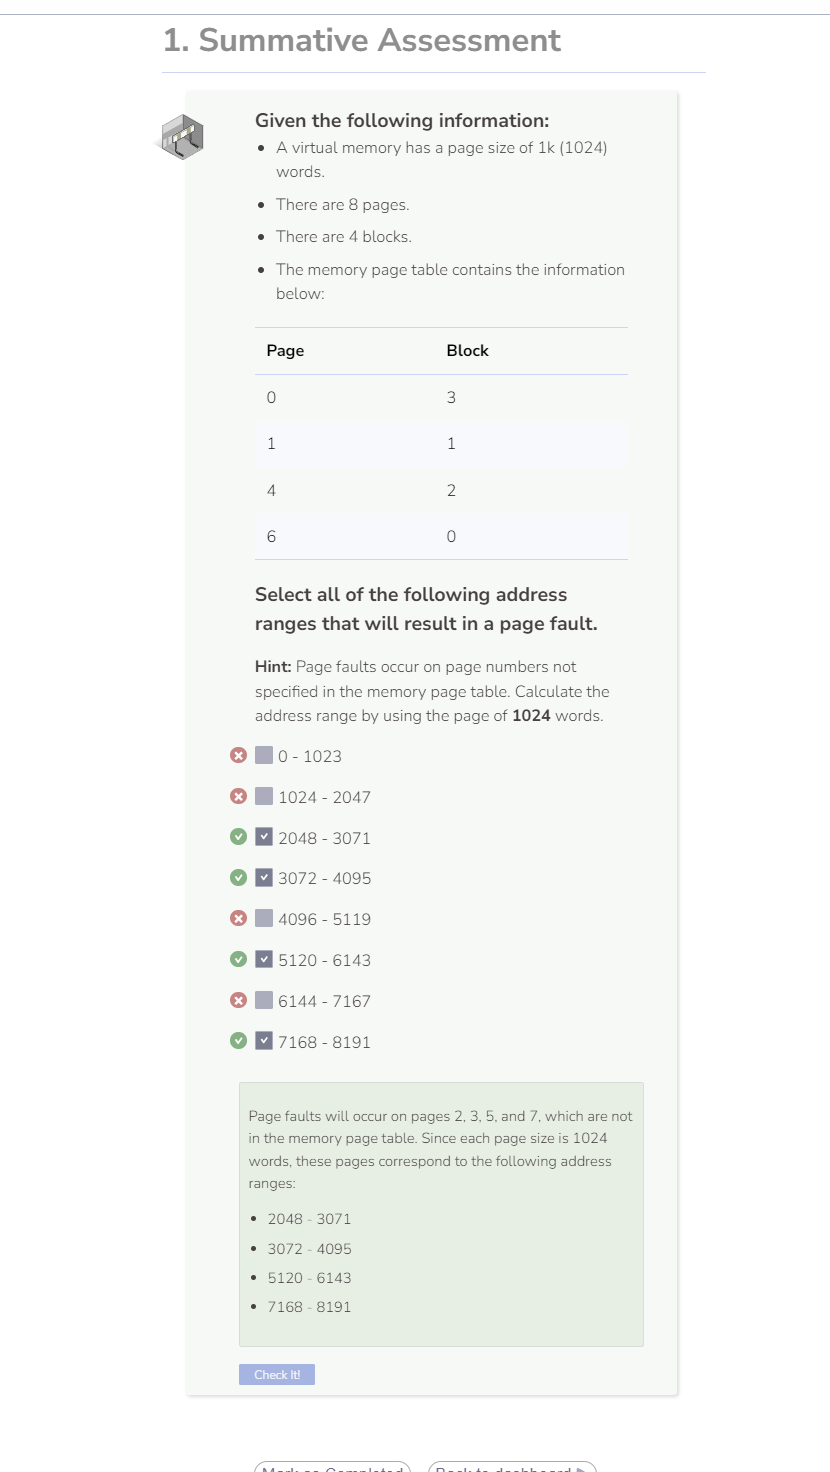 1. Summative Assessment
Given the following information:
• A virtual memory has a page size of 1k (1024)
words.
• There are 8 pages.
• There are 4 blocks.
• The memory page table contains the information
below:
Page Block
0 3
1 1
4 2
6 0
Select all of the following address
ranges that will result in a page fault.
Hint: Page faults occur on page numbers not
specified in the memory page table. Calculate the
address range by using the page of 1024 words.
0 - 1023
1024 - 2047
2048 - 3071
3072 - 4095
4096 - 5119
5120 - 6143
6144 - 7167
7168 - 8191
Page faults will occur on pages 2, 3, 5, and 7, which are not
in the memory page table. Since each page size is 1024
words, these pages correspond to the following address
ranges:
• 2048 - 3071
• 3072 - 4095
• 5120 - 6143
• 7168 - 8191
Check It!
Mark as Completed Back to dashboard